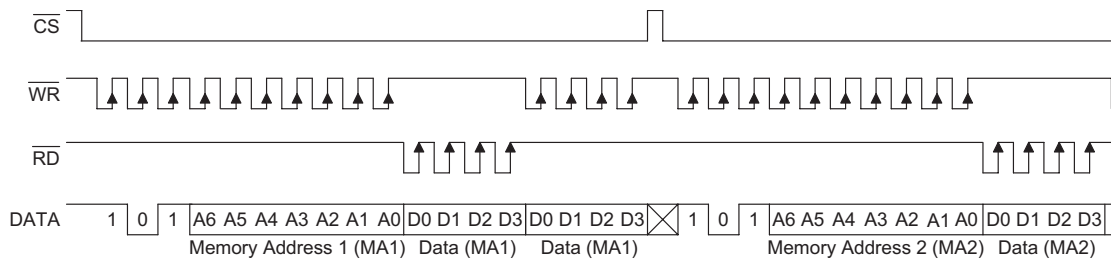 CS
WR
RD
DATA 1 0 1 A6 A5 A4 A3 A2 A1 A0 D0 D1 D2 D3 D0 D1 D2 D3 1 0 1 A6 A5 A4 A3 A2 A1 A0 D0 D1 D2 D3
Memory Address 1 (MA1) Data (MA1) Data (MA1) Memory Address 2 (MA2) Data (MA2)